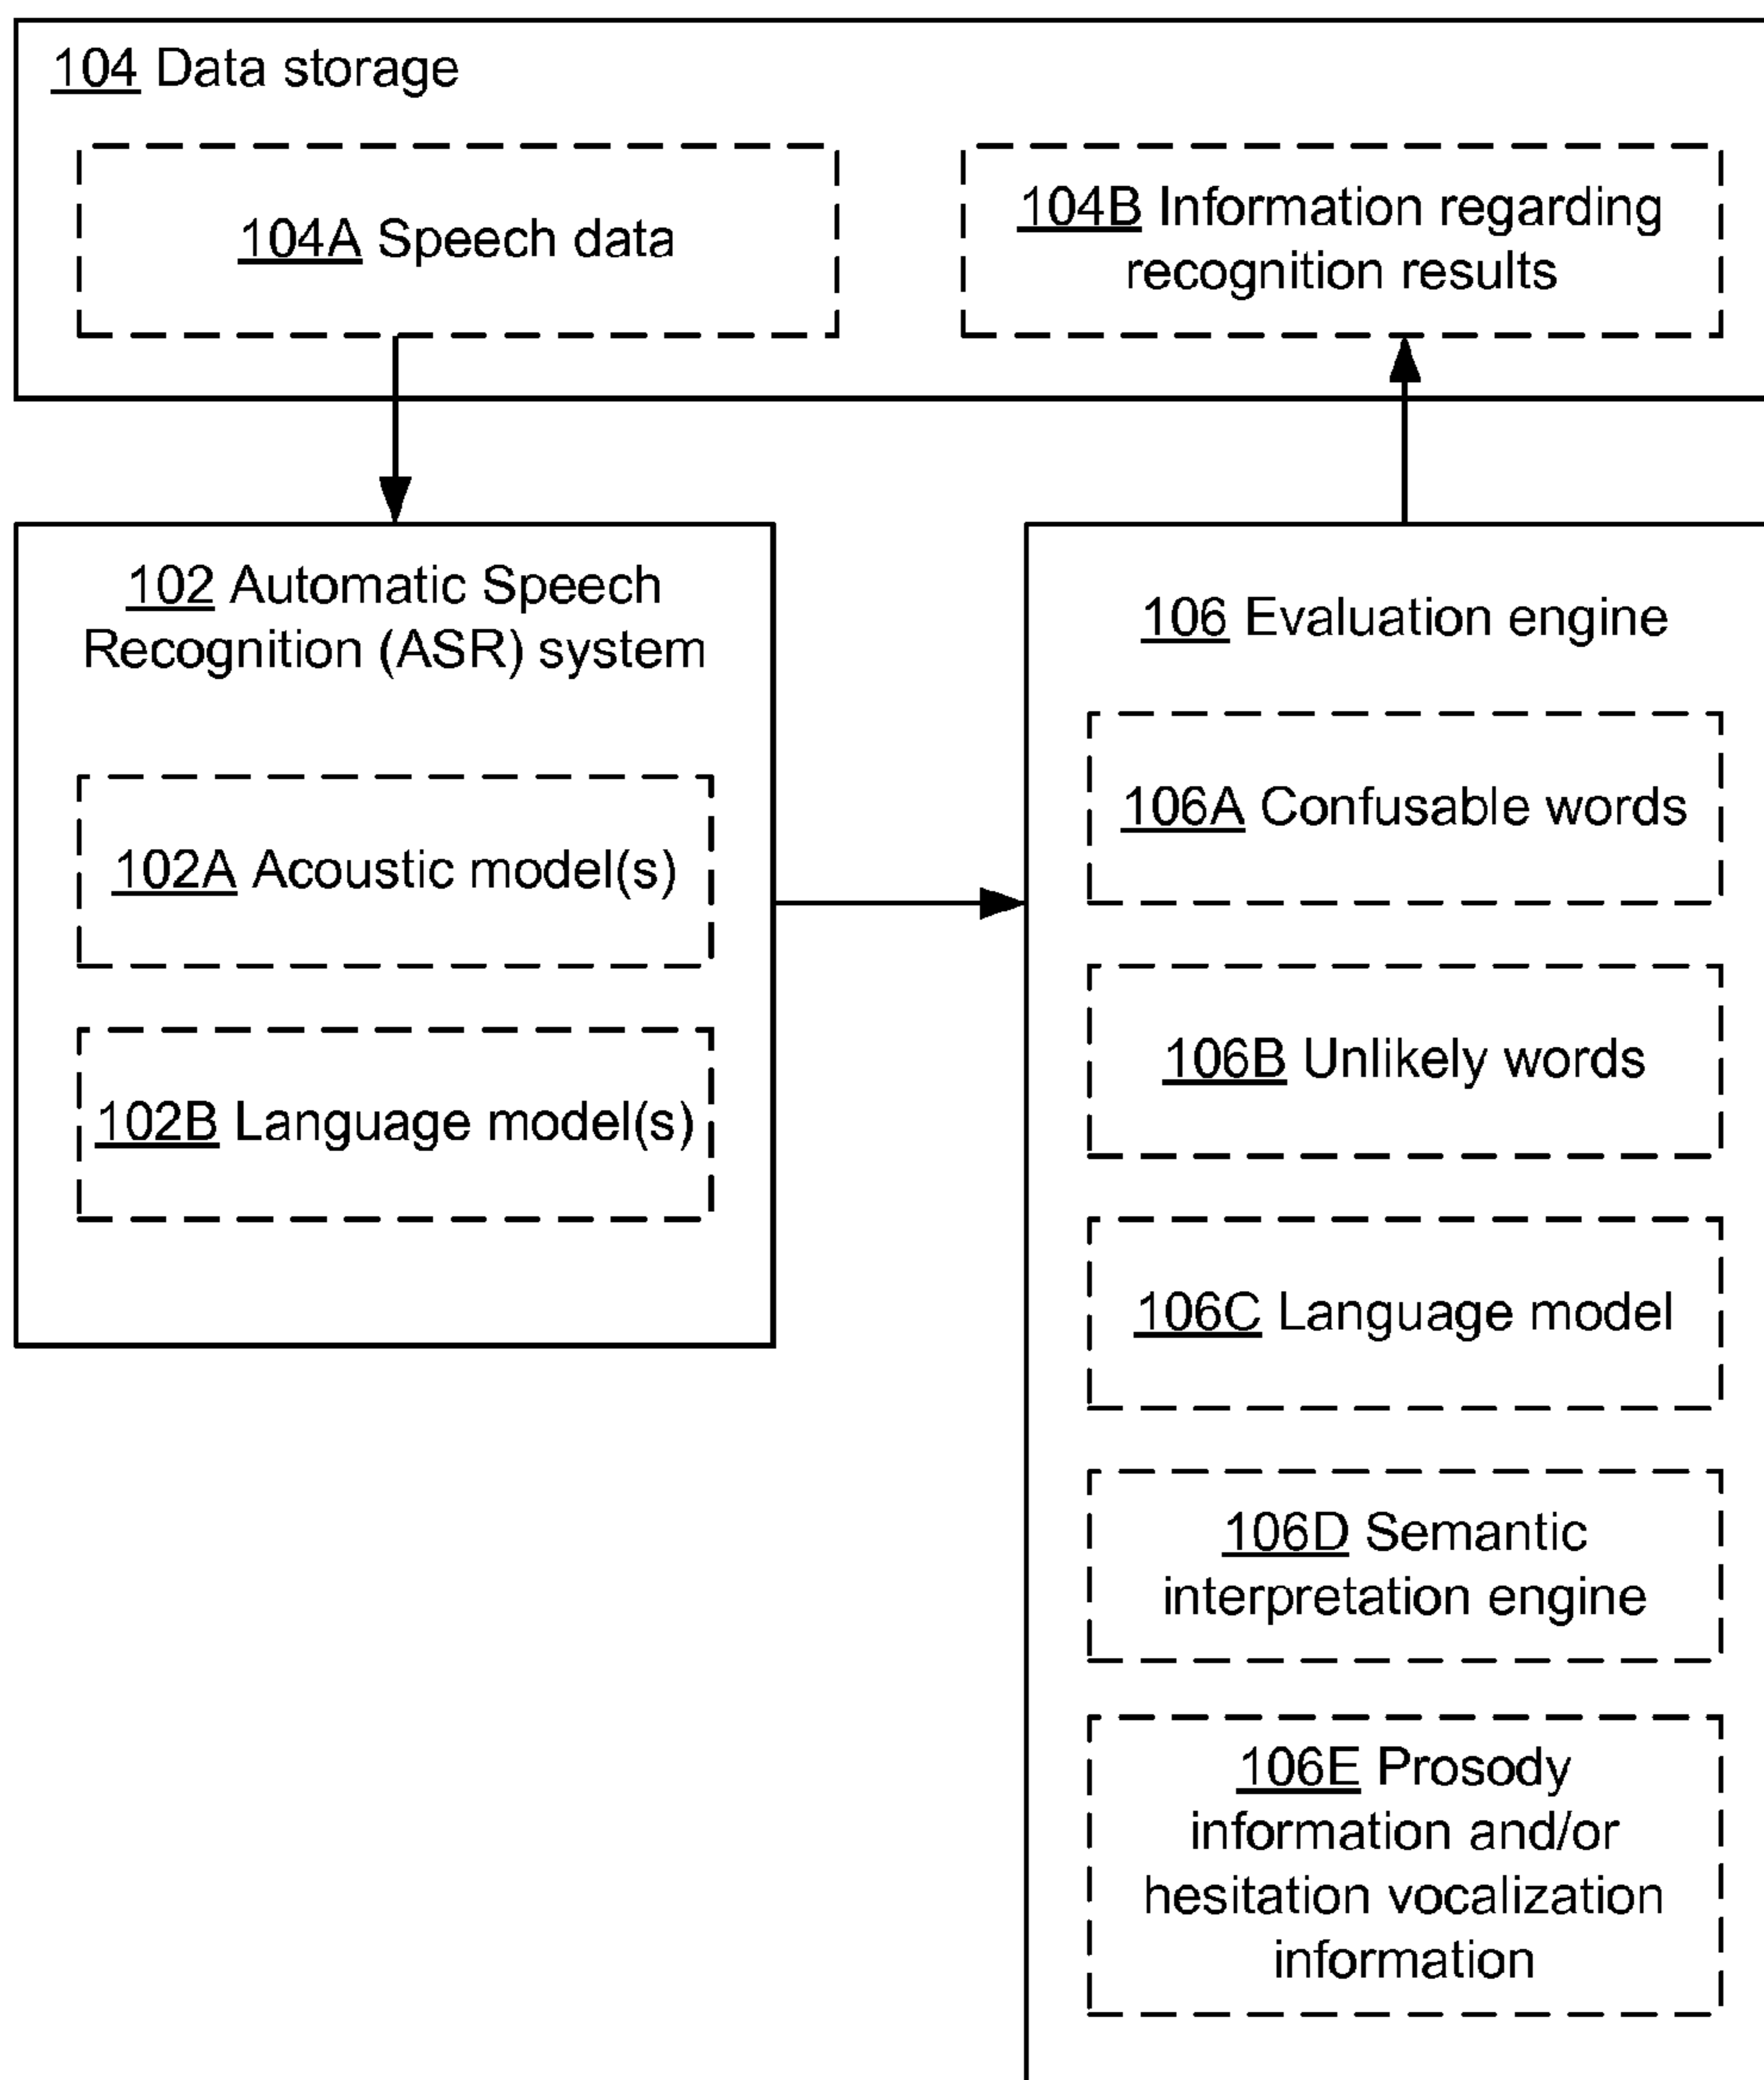 104 Data storage
104A Speech data
104B Information regarding
recognition results
102 Automatic Speech
Recognition (ASR) system
102A Acoustic model(s)
102B Language model(s)
106 Evaluation engine
106A Confusable words
106B Unlikely words
106C Language model
106D Semantic
interpretation engine
106E Prosody
information and/or
hesitation vocalization
information